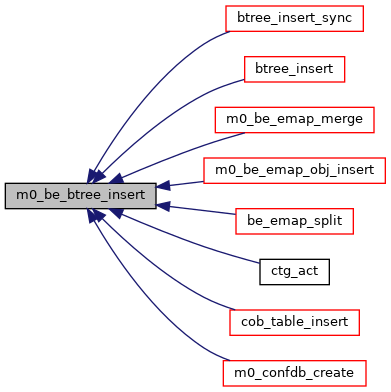 btree_insert_sync
btree_insert
m0_be_emap_merge
m0_be_emap_obj_insert
m0_be_btree_insert
be_emap_split
ctg_act
cob_table_insert
m0_confdb_create